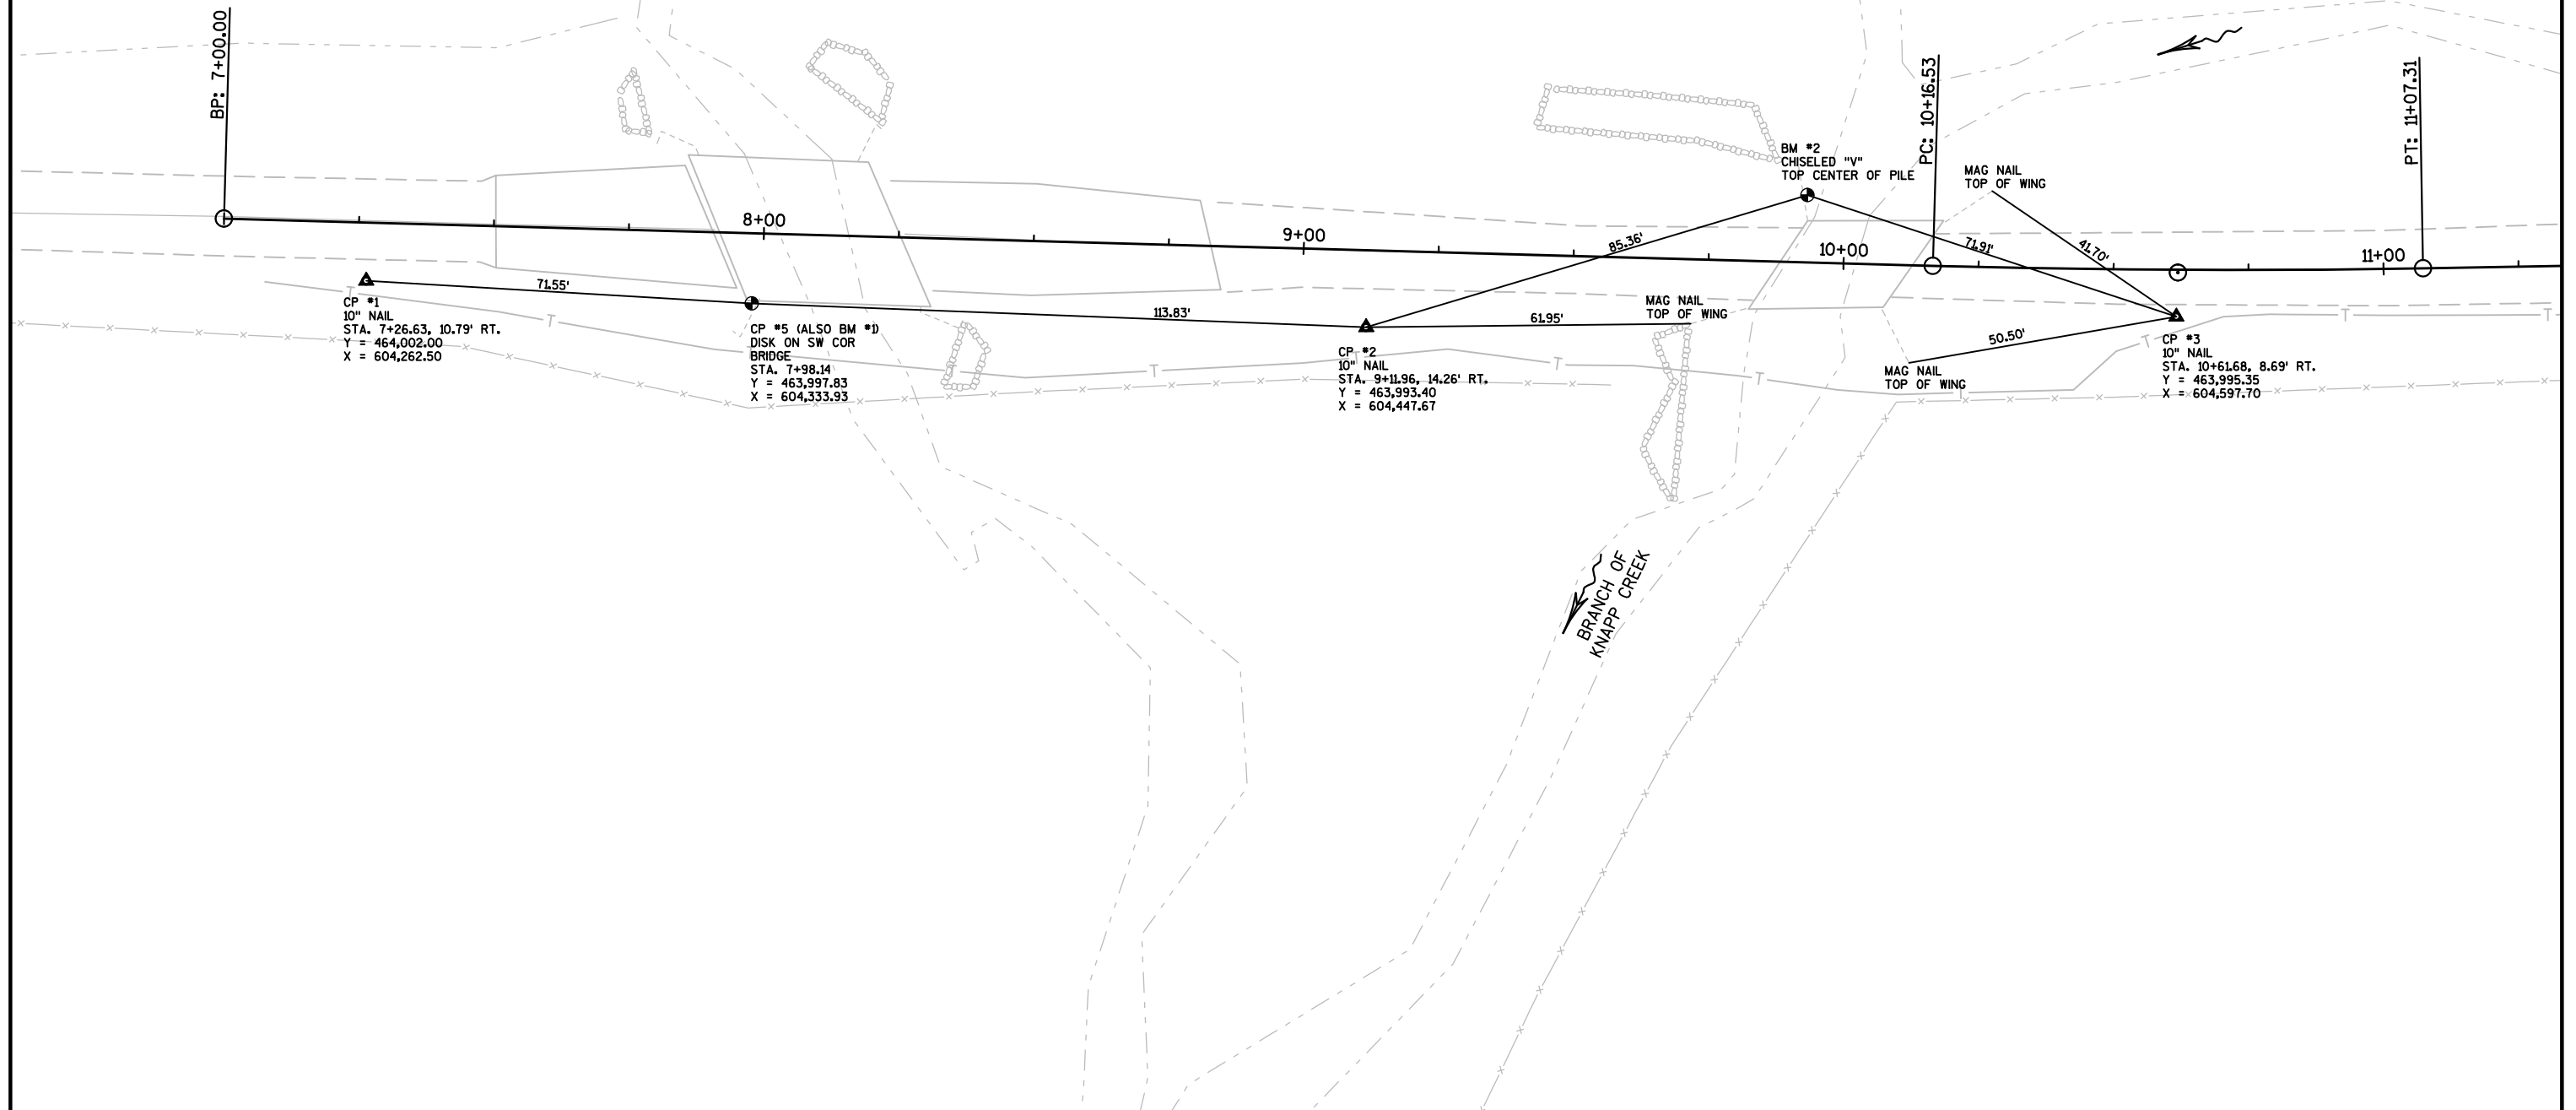 BP: 7+00.00
8+00
9+00
10+00
11+00
PC: 10+16.53
PT: 11+07.31
BM #2
CHISELED "V"
TOP CENTER OF PILE
MAG NAIL
TOP OF WING
71.55'
113.83'
85.36'
61.95'
71.91'
41.70'
50.50'
CP #1
10" NAIL
STA. 7+26.63, 10.79' RT.
Y = 464,002.00
X = 604,262.50
CP #5 (ALSO BM #1)
DISK ON SW COR
BRIDGE
STA. 7+98.14
Y = 463,997.83
X = 604,333.93
MAG NAIL
TOP OF WING
CP #2
10" NAIL
STA. 9+11.96, 14.26' RT.
Y = 463,993.40
X = 604,447.67
MAG NAIL
TOP OF WING
CP #3
10" NAIL
STA. 10+61.68, 8.69' RT.
Y = 463,995.35
X = 604,597.70
BRANCH OF
KNAPP CREEK
T
T
T
T
T
T
T
T
T
T
T